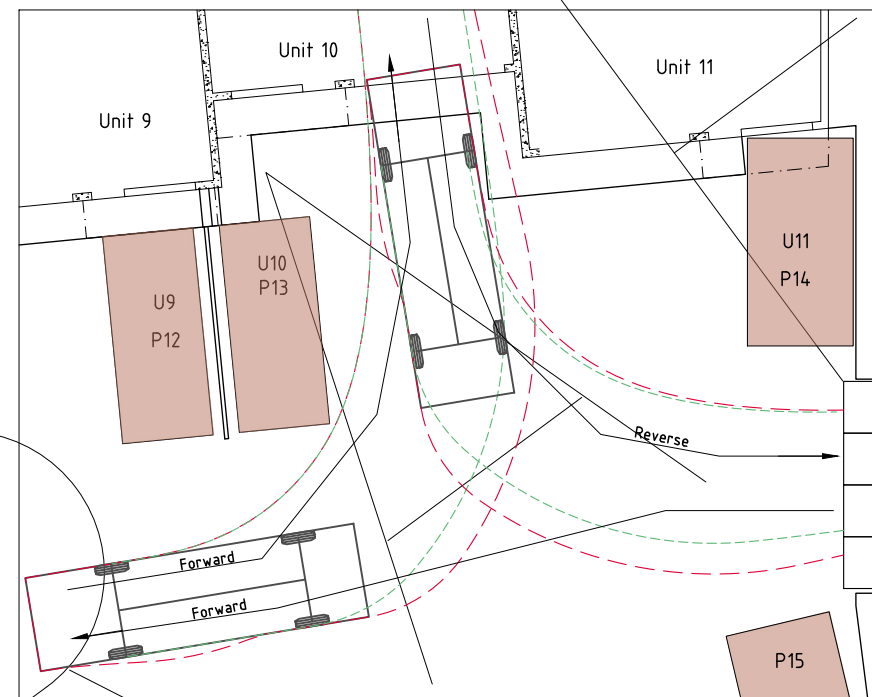 Unit 10
Unit 11
Unit 9
U11
P14
U10
P13
U9
P12
Reverse
Forward
Forward
P15